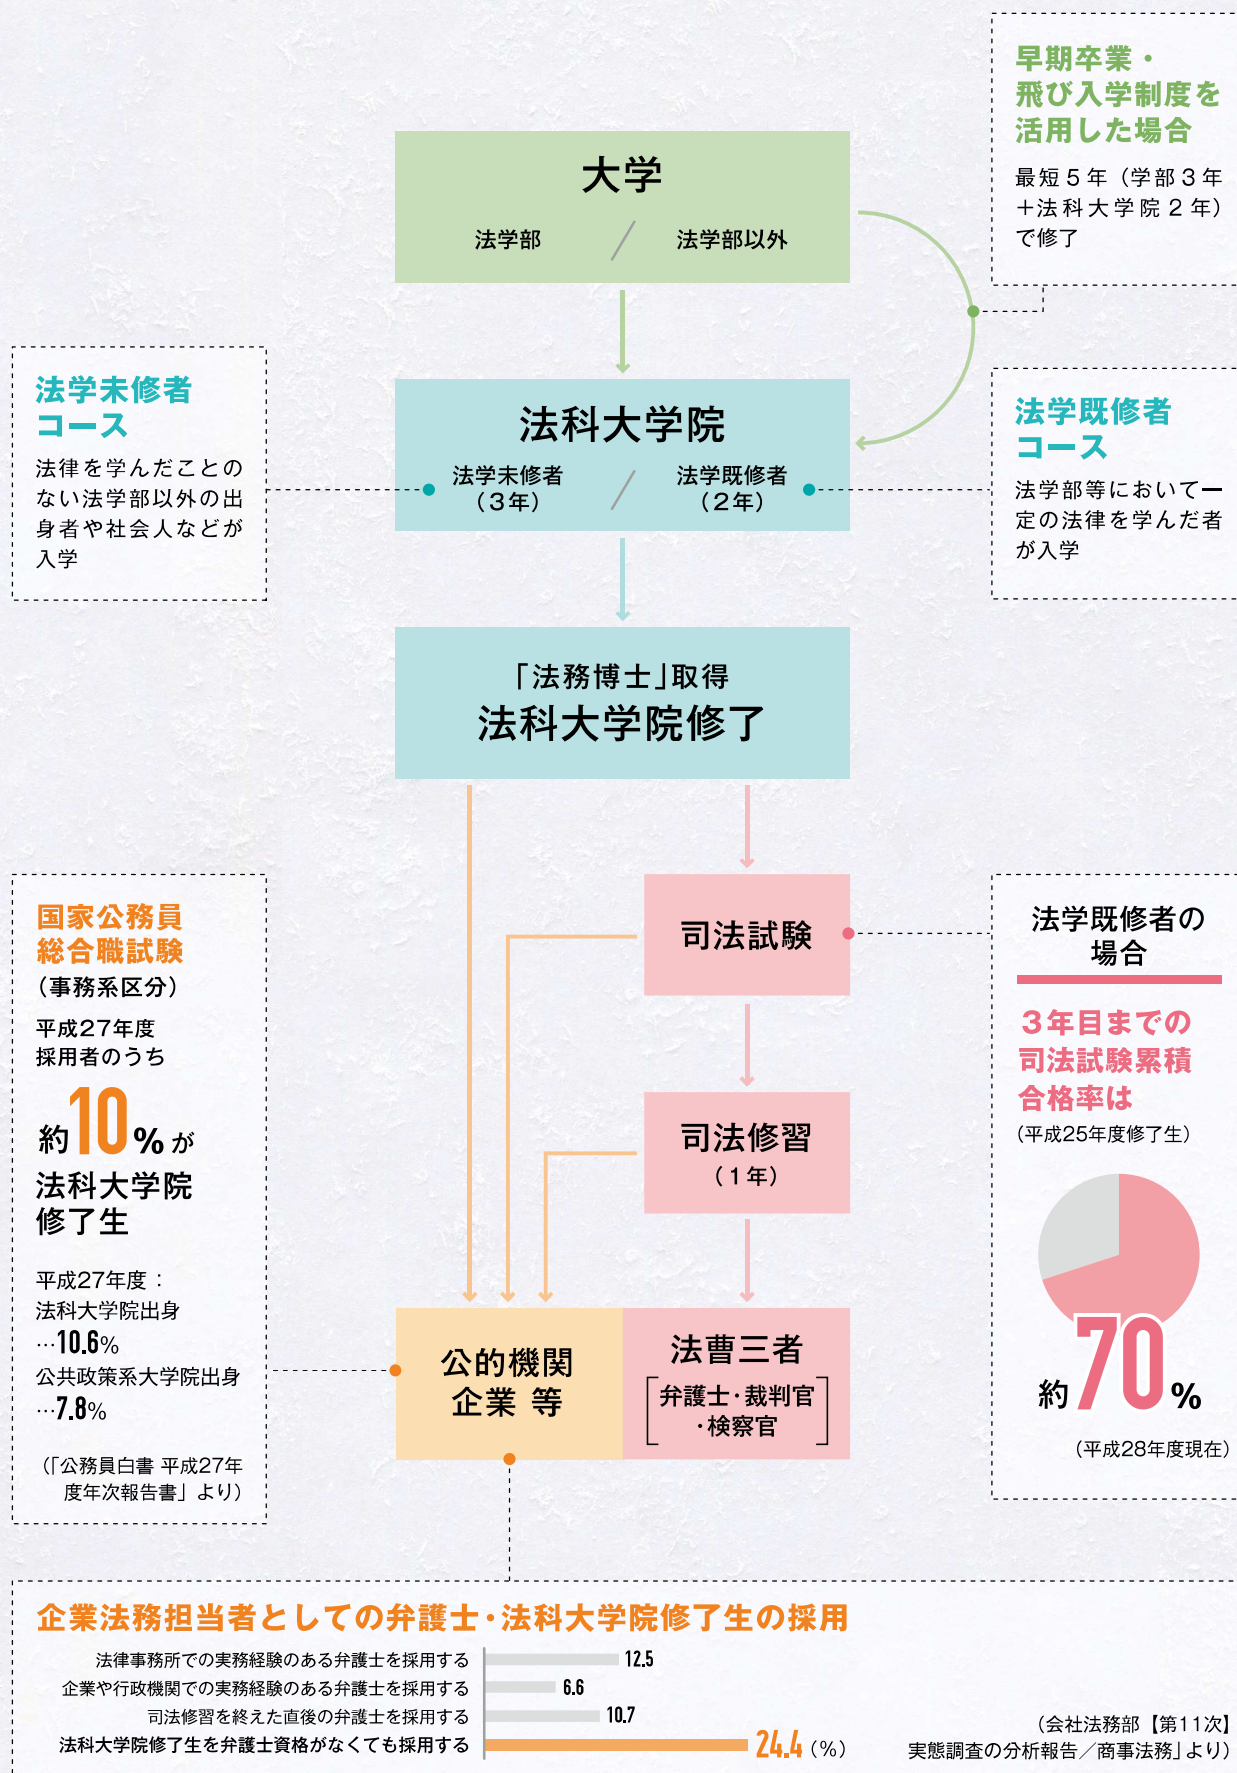 早期卒業・
飛び入学制度を
活用した場合
最短5年（学部3年
＋法科大学院2年）
で修了
大学
法学部 ／ 法学部以外
法学未修者
コース
法律を学んだことの
ない法学部以外の出
身者や社会人などが
入学
法科大学院
法学未修者 ／ 法学既修者
（3年） （2年）
法学既修者
コース
法学部等において一
定の法律を学んだ者
が入学
「法務博士」取得
法科大学院修了
国家公務員
総合職試験
（事務系区分）
平成27年度
採用者のうち
約10％が
法科大学院
修了生
平成27年度：
法科大学院出身
…10.6％
公共政策系大学院出身
…7.8％
（「公務員白書 平成27年
度年次報告書」より）
司法試験
司法修習
（1年）
公的機関
企業 等
法曹三者
［弁護士・裁判官
・検察官］
法学既修者の
場合
3年目までの
司法試験累積
合格率は
（平成25年度修了生）
約70％
（平成28年度現在）
企業法務担当者としての弁護士・法科大学院修了生の採用
法律事務所での実務経験のある弁護士を採用する 12.5
企業や行政機関での実務経験のある弁護士を採用する 6.6
司法修習を終えた直後の弁護士を採用する 10.7
法科大学院修了生を弁護士資格がなくても採用する 24.4（％）
（会社法務部【第11次】
実態調査の分析報告／商事法務」より）